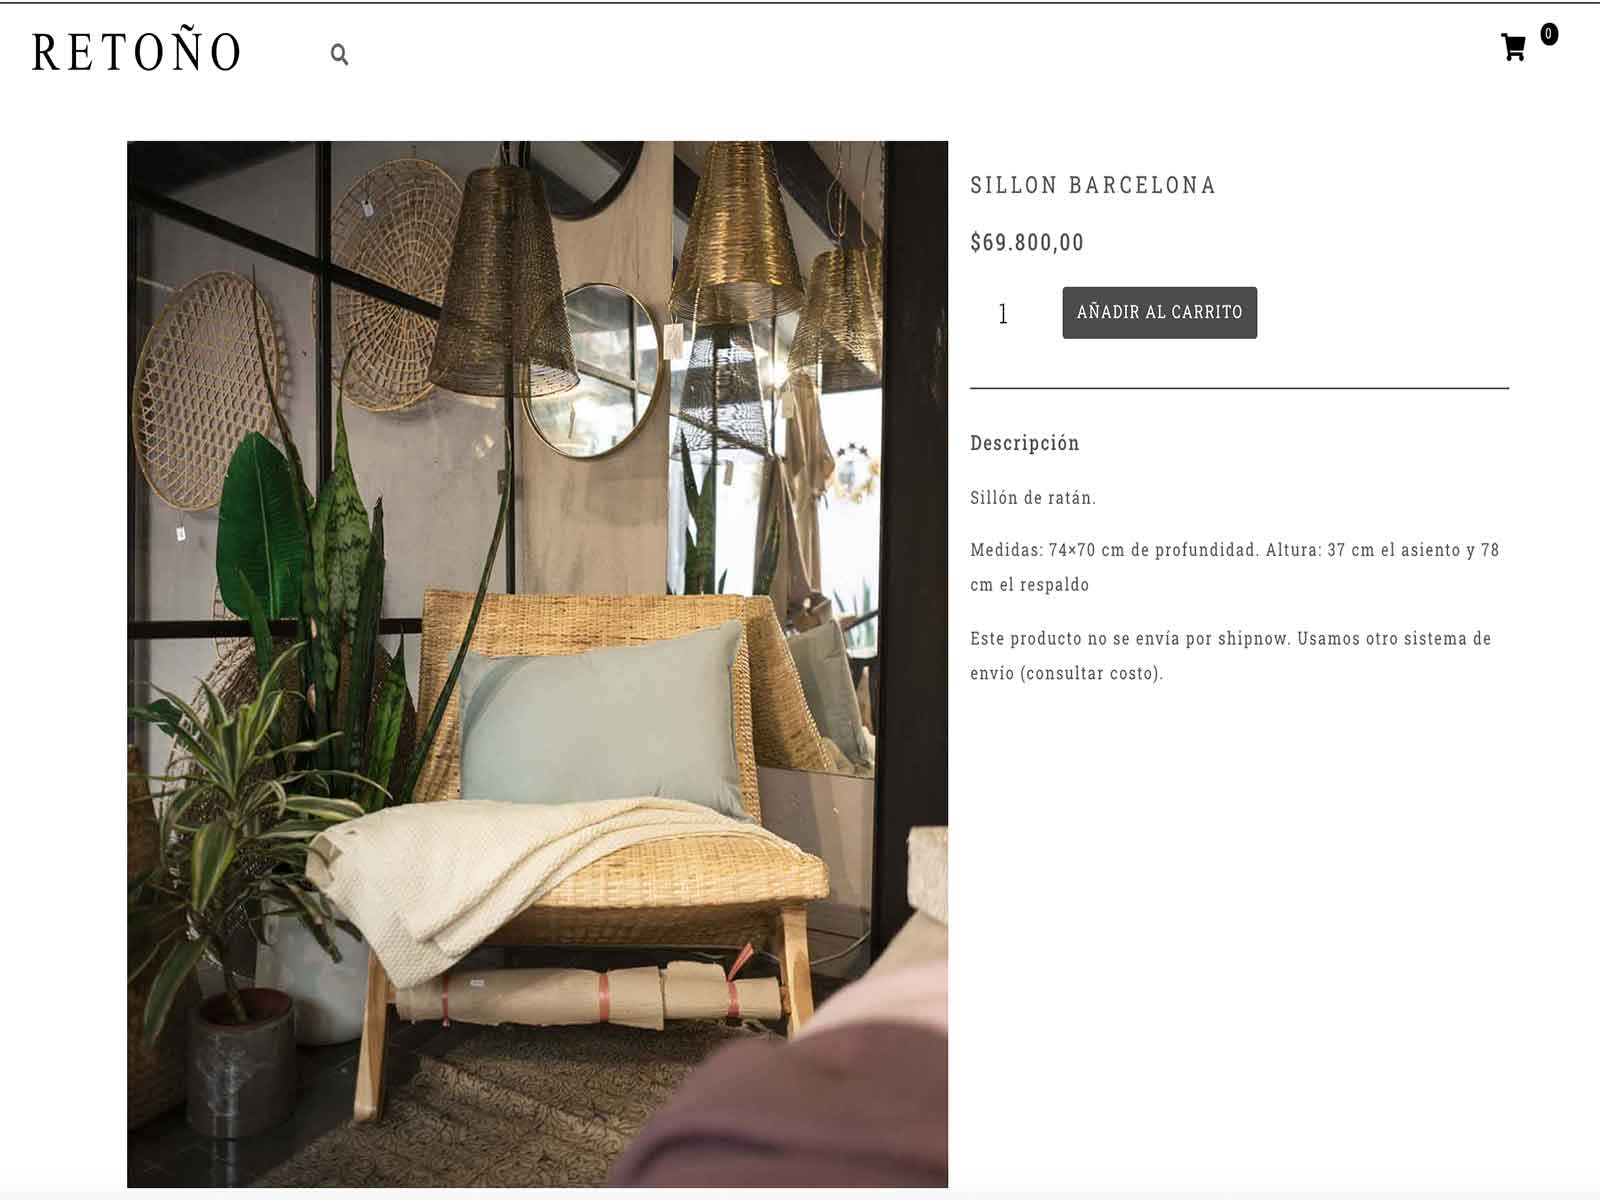 RETOÑO
0
SILLON BARCELONA
$69.800,00
1
AÑADIR AL CARRITO
Descripción
Sillón de ratán.
Medidas: 74×70 cm de profundidad. Altura: 37 cm el asiento y 78
cm el respaldo
Este producto no se envía por shipnow. Usamos otro sistema de
envío (consultar costo).